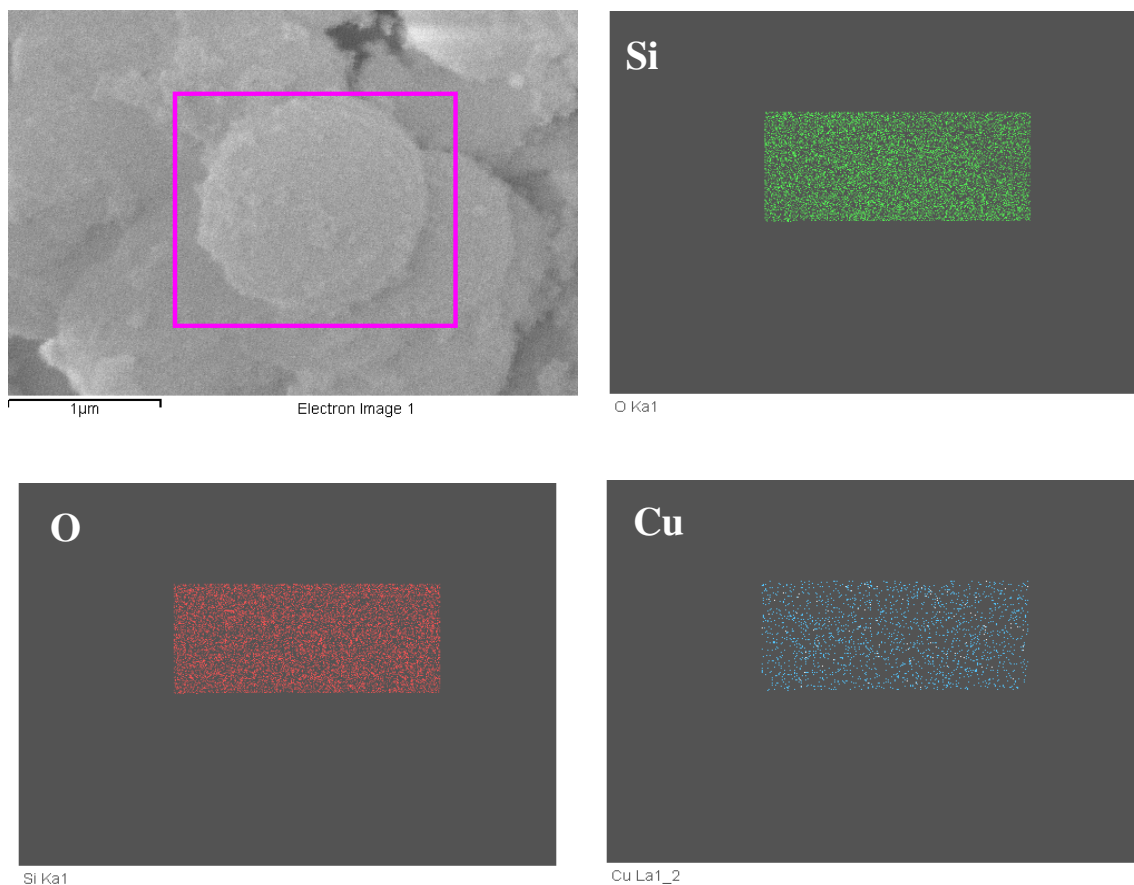 Si
1µm
Electron Image 1
O Ka1
O
Cu
Si Ka1
Cu La1_2